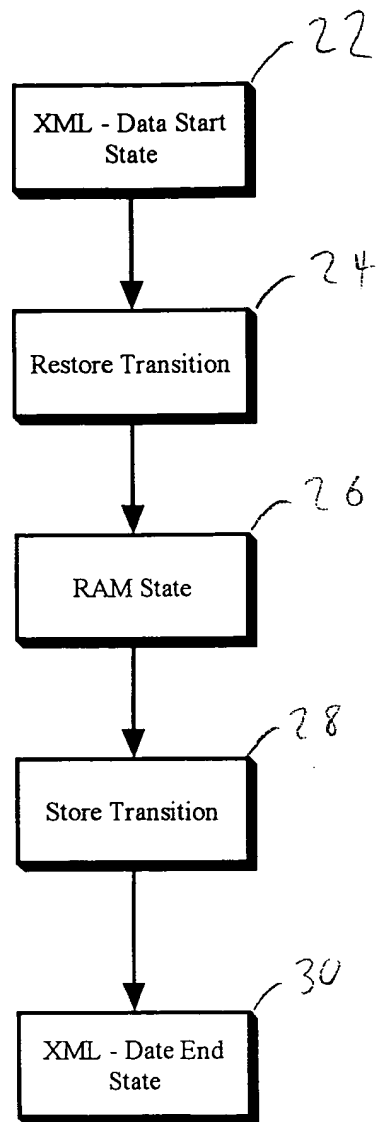 22
XML - Data Start
State
24
Restore Transition
26
RAM State
28
Store Transition
30
XML - Date End
State